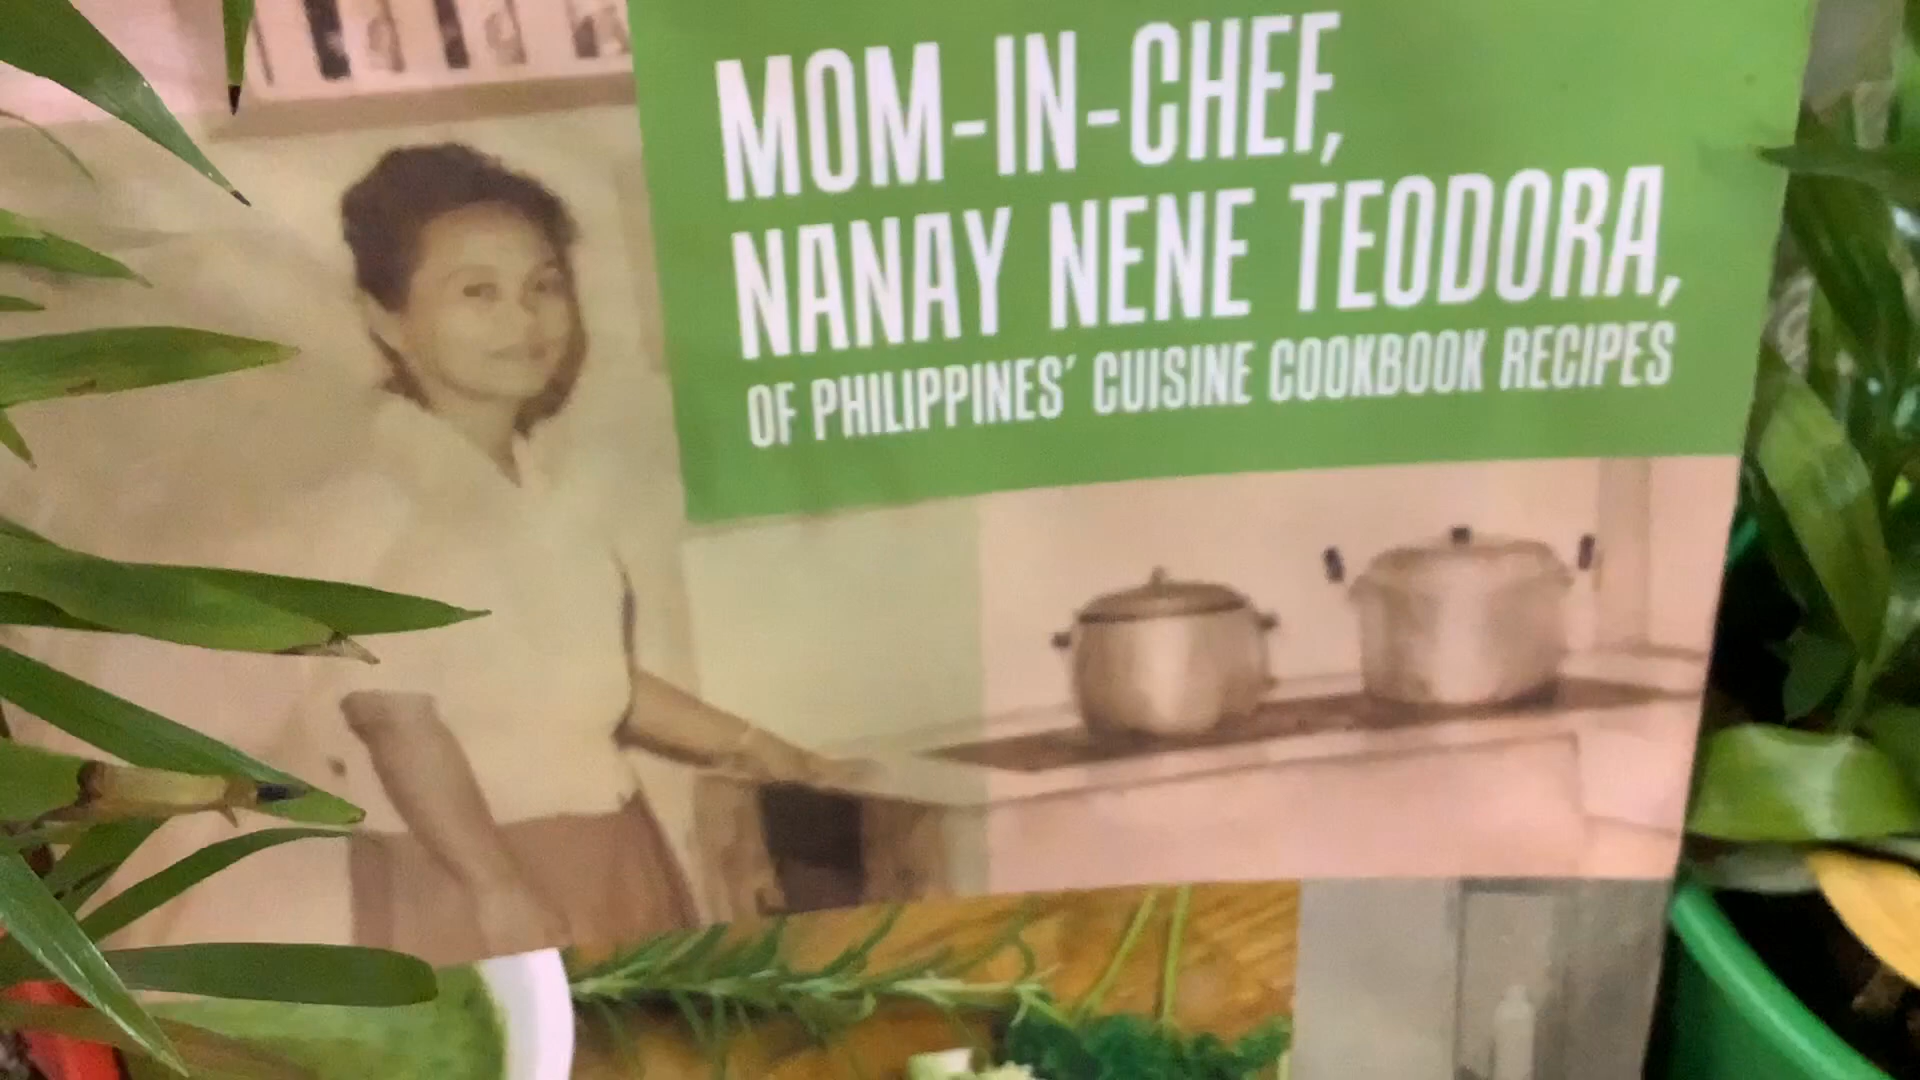 MOM-IN-CHEF,
NANAY NENE TEODORA,
OF PHILIPPINES' CUISINE COOKBOOK RECIPES